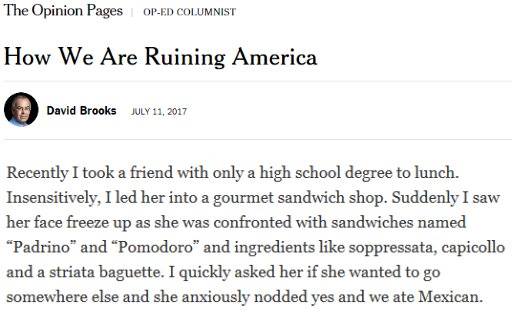 The Opinion Pages | OP-ED COLUMNIST
How We Are Ruining America
David Brooks JULY 11, 2017
Recently I took a friend with only a high school degree to lunch.
Insensitively, I led her into a gourmet sandwich shop. Suddenly I saw
her face freeze up as she was confronted with sandwiches named
“Padrino” and “Pomodoro” and ingredients like soppressata, capicollo
and a striata baguette. I quickly asked her if she wanted to go
somewhere else and she anxiously nodded yes and we ate Mexican.